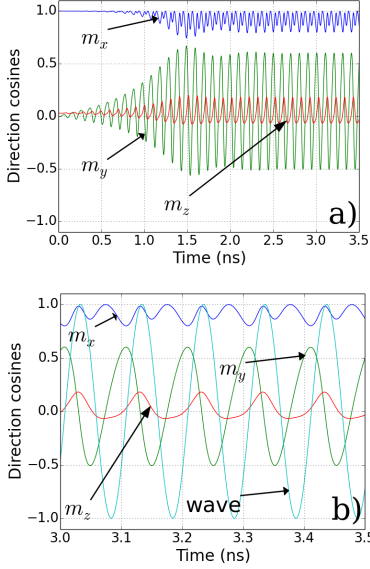 1.0
0.5
0.0
−0.5
−1.0
Direction cosines
m_x
m_y
m_z
a)
0.0 0.5 1.0 1.5 2.0 2.5 3.0 3.5
Time (ns)
1.0
0.5
0.0
−0.5
−1.0
Direction cosines
m_x
m_y
m_z
wave
b)
3.0 3.1 3.2 3.3 3.4 3.5
Time (ns)